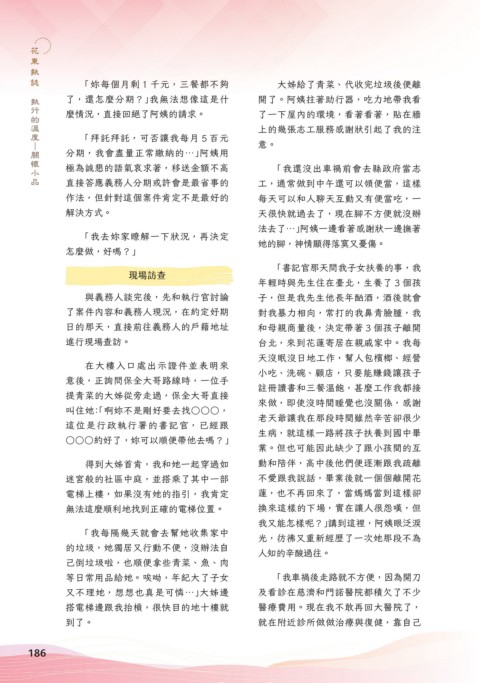 花東執誌
執行的溫度—關懷小品
「妳每個月剩 1 千元，三餐都不夠
了，還怎麼分期？」我無法想像這是什
麼情況，直接回絕了阿姨的請求。
「拜託拜託，可否讓我每月 5 百元
分期，我會盡量正常繳納的…」阿姨用
極為誠懇的語氣哀求著，移送金額不高
直接答應義務人分期或許會是最省事的
作法，但針對這個案件肯定不是最好的
解決方式。
「我去妳家瞭解一下狀況，再決定
怎麼做，好嗎？」
現場訪查
與義務人談完後，先和執行官討論
了案件內容和義務人現況，在約定好期
日的那天，直接前往義務人的戶籍地址
進行現場查訪。
在大樓入口處出示證件並表明來
意後，正詢問保全大哥路線時，一位手
提青菜的大姊從旁走過，保全大哥直接
叫住她：「啊妳不是剛好要去找○○○，
這位是行政執行署的書記官，已經跟
○○○約好了，妳可以順便帶他去嗎？」
得到大姊首肯，我和她一起穿過如
迷宮般的社區中庭，並搭乘了其中一部
電梯上樓，如果沒有她的指引，我肯定
無法這麼順利地找到正確的電梯位置。
「我每隔幾天就會去幫她收集家中
的垃圾，她獨居又行動不便，沒辦法自
己倒垃圾啦，也順便拿些青菜、魚、肉
等日常用品給她。唉呦，年紀大了子女
又不理她，想想也真是可憐…」大姊邊
搭電梯邊跟我抬槓，很快目的地十樓就
到了。
大姊給了青菜、代收完垃圾後便離
開了。阿姨拄著助行器，吃力地帶我看
了一下屋內的環境，看著看著，貼在牆
上的幾張志工服務感謝狀引起了我的注
意。
「我還沒出車禍前會去縣政府當志
工，通常做到中午還可以領便當，這樣
每天可以和人聊天互動又有便當吃，一
天很快就過去了，現在腳不方便就沒辦
法去了…」阿姨一邊看著感謝狀一邊撫著
她的腳，神情顯得落寞又憂傷。
「書記官那天問我子女扶養的事，我
年輕時與先生住在臺北，生養了 3 個孩
子，但是我先生他長年酗酒，酒後就會
對我暴力相向，常打的我鼻青臉腫，我
和母親商量後，決定帶著 3 個孩子離開
台北，來到花蓮寄居在親戚家中。我每
天沒眠沒日地工作，幫人包檳榔、經營
小吃、洗碗、顧店，只要能賺錢讓孩子
註冊讀書和三餐溫飽，甚麼工作我都接
來做，即使沒時間睡覺也沒關係，感謝
老天爺讓我在那段時間雖然辛苦卻很少
生病，就這樣一路將孩子扶養到國中畢
業。但也可能因此缺少了跟小孩間的互
動和陪伴，高中後他們便逐漸跟我疏離
不愛跟我說話，畢業後就一個個離開花
蓮，也不再回來了，當媽媽當到這樣卻
換來這樣的下場，實在讓人很怨嘆，但
我又能怎樣呢？」講到這裡，阿姨眼泛淚
光，彷彿又重新經歷了一次她那段不為
人知的辛酸過往。
「我車禍後走路就不方便，因為開刀
及看診在慈濟和門諾醫院都積欠了不少
醫療費用。現在我不敢再回大醫院了，
就在附近診所做做治療與復健，靠自己
186